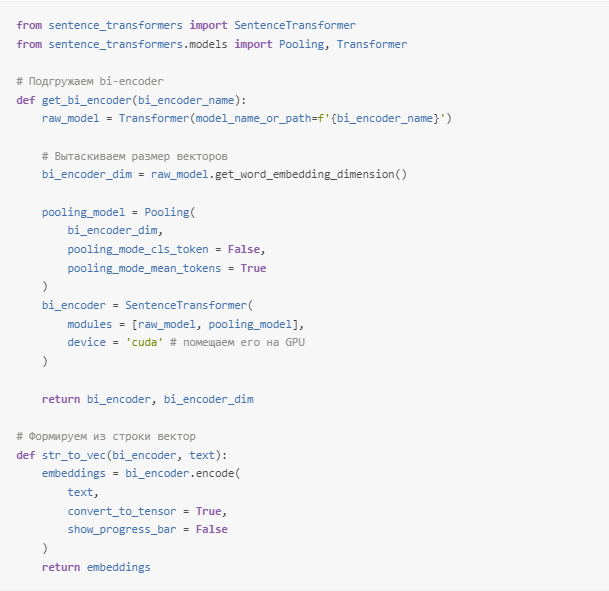 from sentence_transformers import SentenceTransformer
from sentence_transformers.models import Pooling, Transformer
# Подгружаем bi-encoder
def get_bi_encoder(bi_encoder_name):
    raw_model = Transformer(model_name_or_path=f'{bi_encoder_name}')
    # Вытаскиваем размер векторов
    bi_encoder_dim = raw_model.get_word_embedding_dimension()
    pooling_model = Pooling(
        bi_encoder_dim,
        pooling_mode_cls_token = False,
        pooling_mode_mean_tokens = True
    )
    bi_encoder = SentenceTransformer(
        modules = [raw_model, pooling_model],
        device = 'cuda' # помещаем его на GPU
    )
    return bi_encoder, bi_encoder_dim
# Формируем из строки вектор
def str_to_vec(bi_encoder, text):
    embeddings = bi_encoder.encode(
        text,
        convert_to_tensor = True,
        show_progress_bar = False
    )
    return embeddings